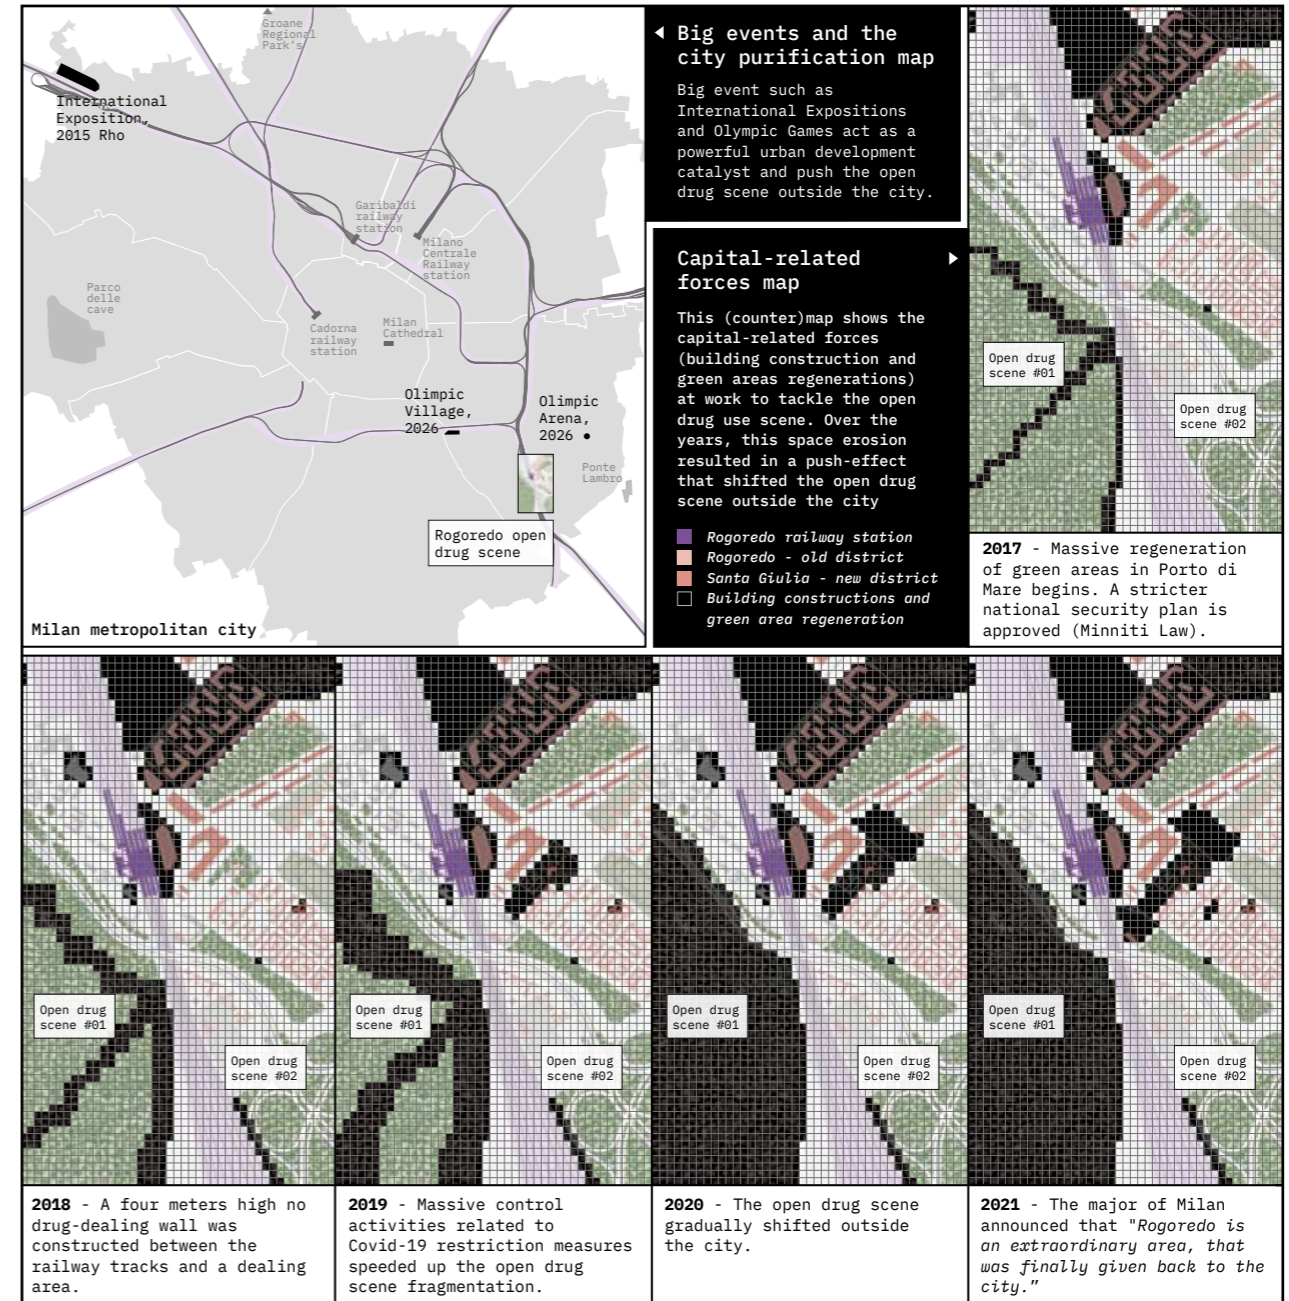 Groane
Regional
Park's
International
Exposition,
2015 Rho
Garibaldi
railway
station
Milano
Centrale
Railway
station
Parco
delle
cave
Cadorna
railway
station
Milan
Cathedral
Olimpic
Village,
2026
Olimpic
Arena,
2026
Ponte
Lambro
Rogoredo open
drug scene
Milan metropolitan city
Big events and the
city purification map
Big event such as
International Expositions
and Olympic Games act as a
powerful urban development
catalyst and push the open
drug scene outside the city.
Capital-related
forces map
This (counter)map shows the
capital-related forces
(building construction and
green areas regenerations)
at work to tackle the open
drug use scene. Over the
years, this space erosion
resulted in a push-effect
that shifted the open drug
scene outside the city
Rogoredo railway station
Rogoredo - old district
Santa Giulia - new district
Building constructions and
green area regeneration
Open drug
scene #01
Open drug
scene #02
2017 - Massive regeneration
of green areas in Porto di
Mare begins. A stricter
national security plan is
approved (Minniti Law).
Open drug
scene #01
Open drug
scene #02
2018 - A four meters high no
drug-dealing wall was
constructed between the
railway tracks and a dealing
area.
Open drug
scene #01
Open drug
scene #02
2019 - Massive control
activities related to
Covid-19 restriction measures
speeded up the open drug
scene fragmentation.
Open drug
scene #01
Open drug
scene #02
2020 - The open drug scene
gradually shifted outside
the city.
Open drug
scene #01
Open drug
scene #02
2021 - The major of Milan
announced that "Rogoredo is
an extraordinary area, that
was finally given back to the
city."